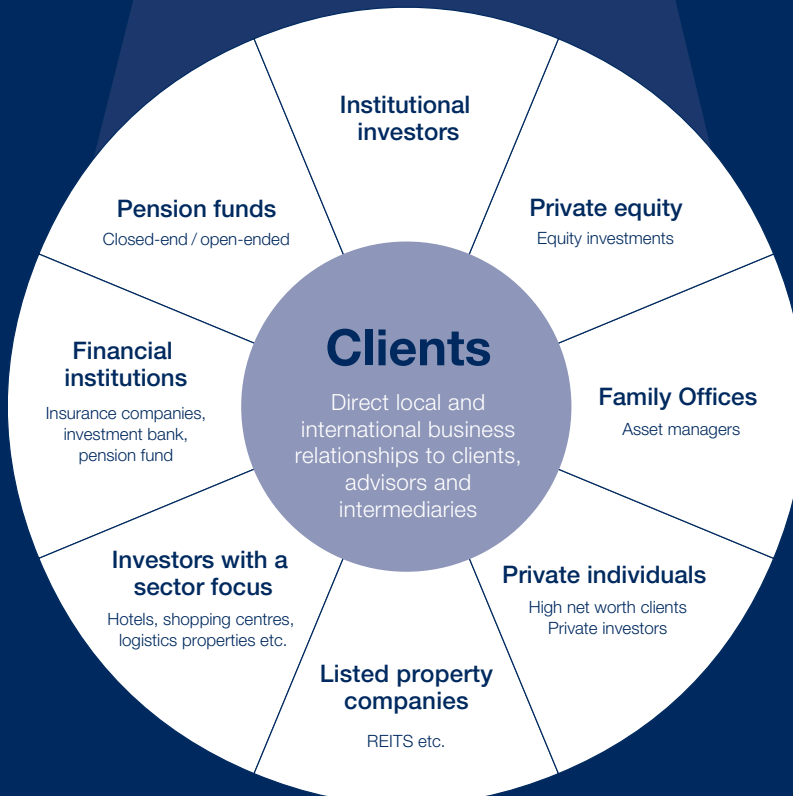 Institutional
investors
Private equity
Equity investments
Family Offices
Asset managers
Private individuals
High net worth clients
Private investors
Listed property
companies
REITS etc.
Investors with a
sector focus
Hotels, shopping centres,
logistics properties etc.
Financial
institutions
Insurance companies,
investment bank,
pension fund
Pension funds
Closed-end / open-ended
Clients
Direct local and
international business
relationships to clients,
advisors and
intermediaries